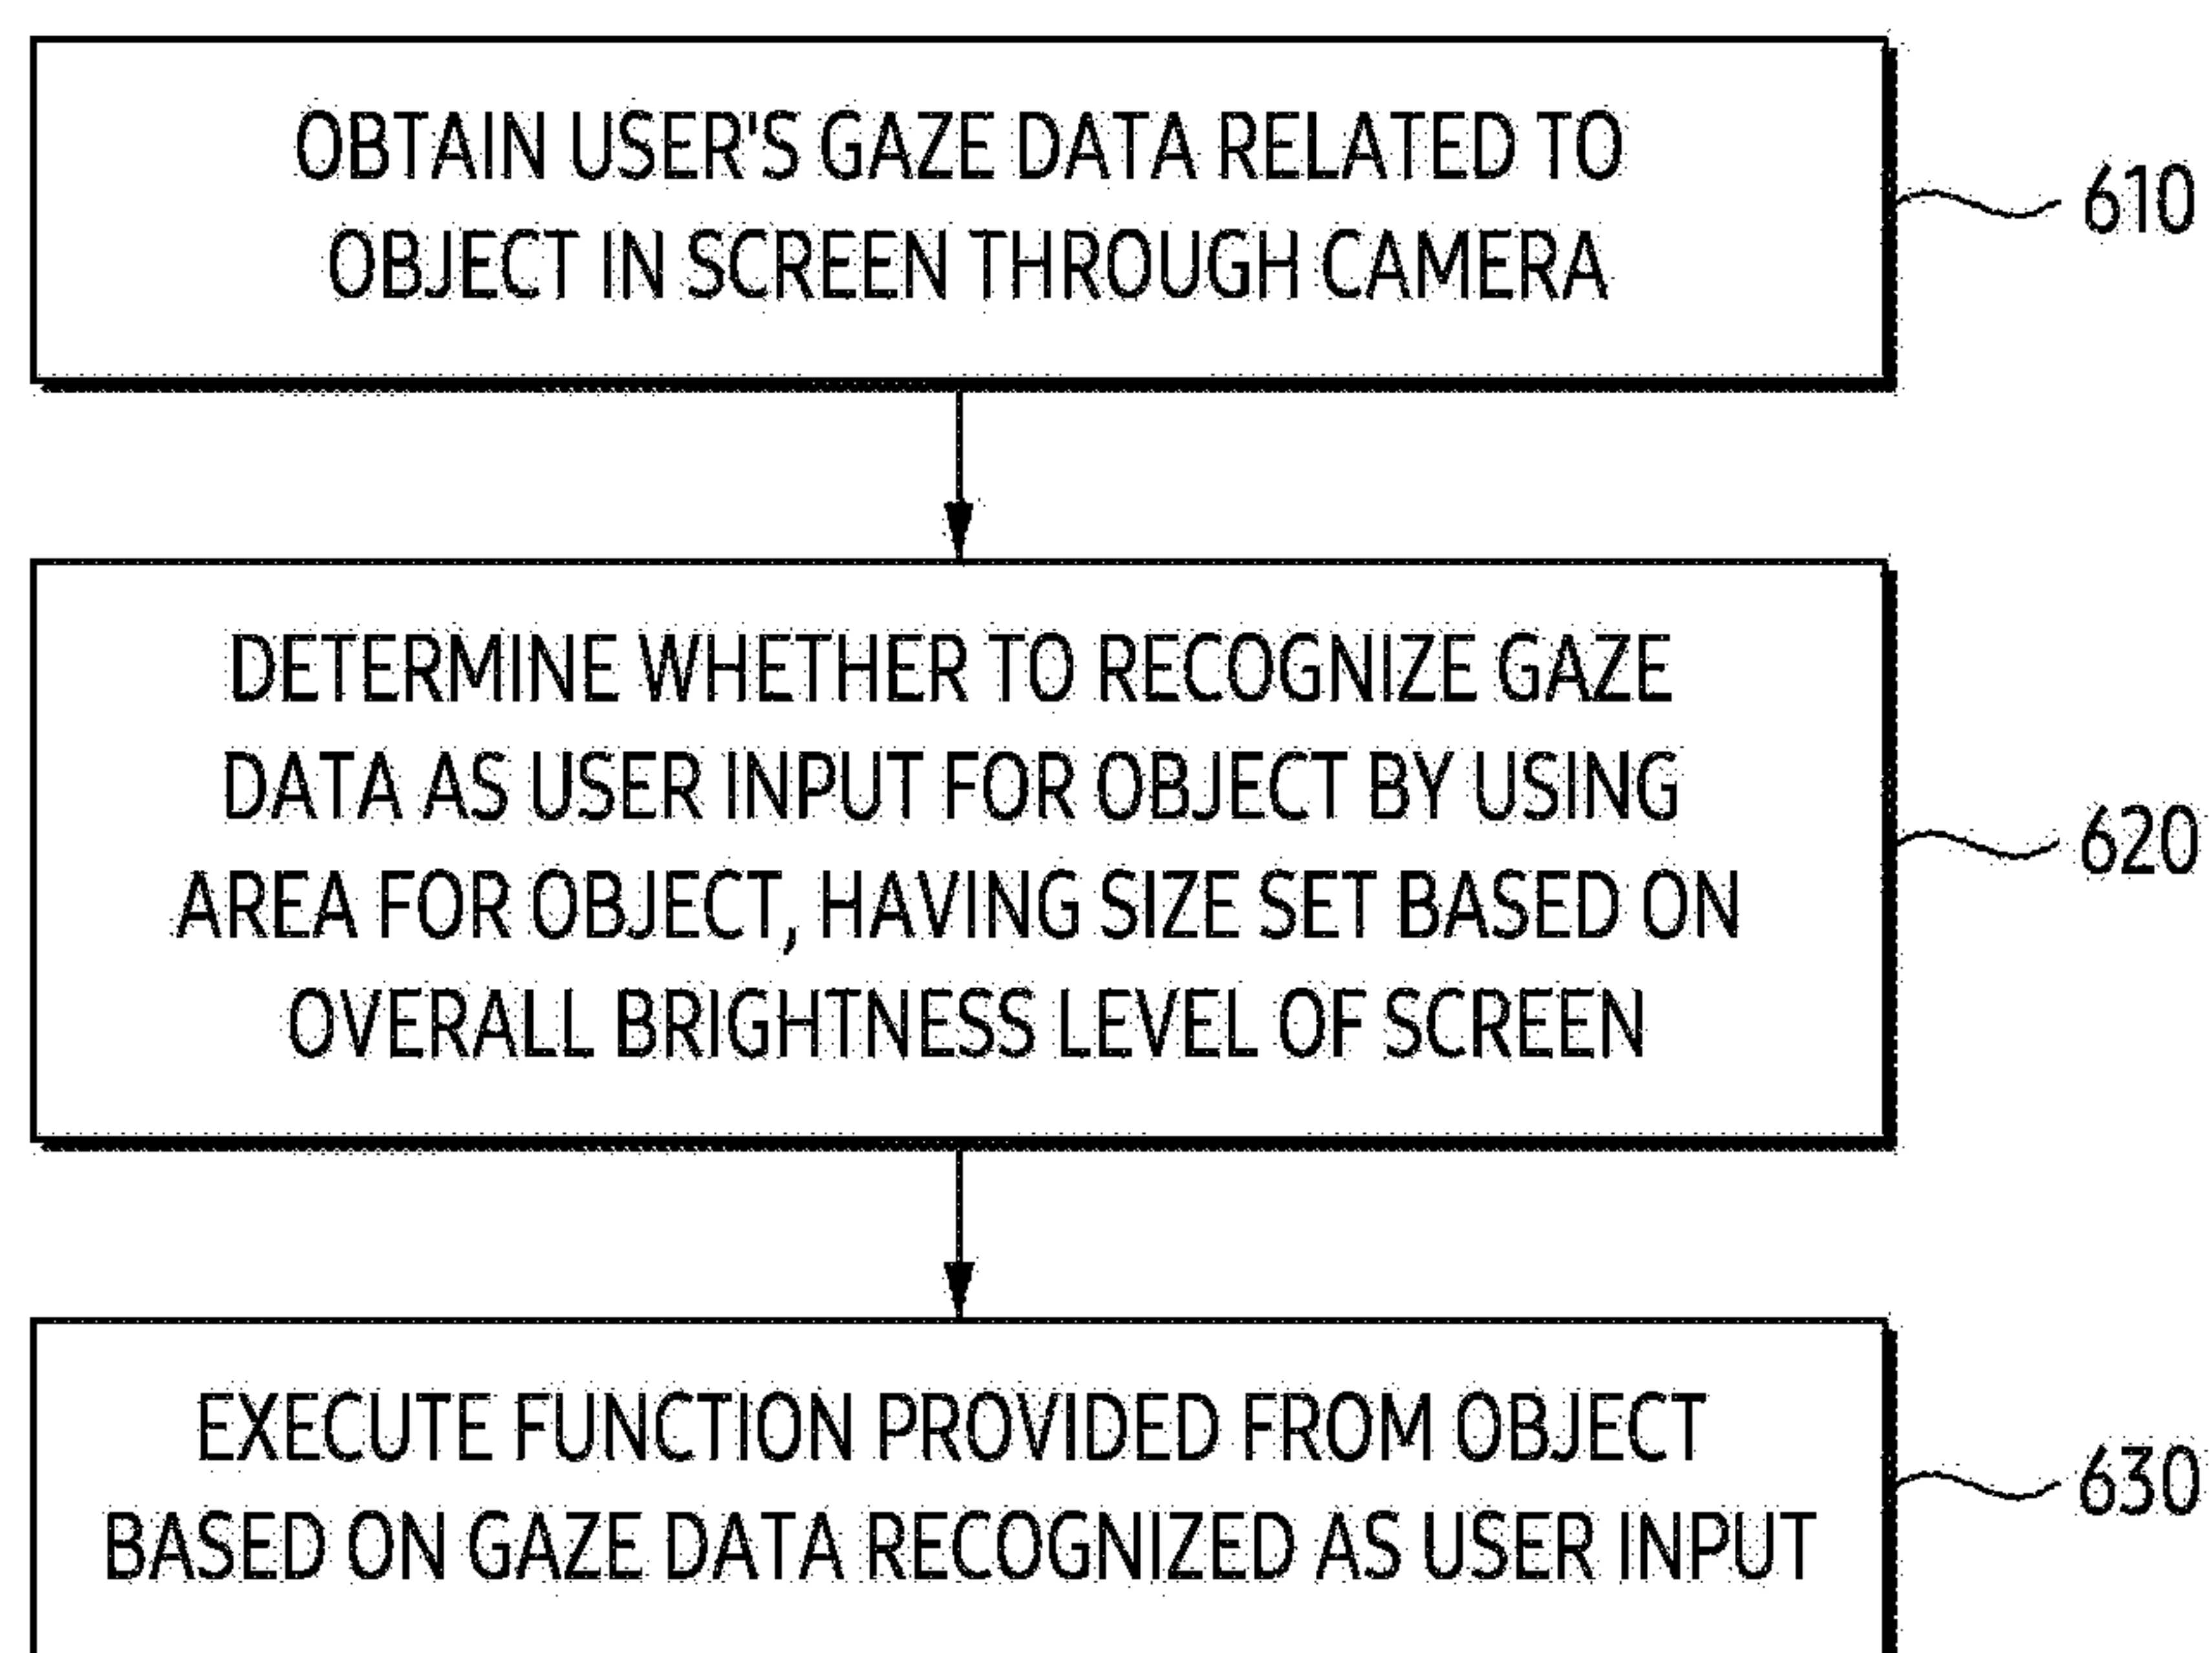 OBTAIN USER'S GAZE DATA RELATED TO
OBJECT IN SCREEN THROUGH CAMERA
610
DETERMINE WHETHER TO RECOGNIZE GAZE
DATA AS USER INPUT FOR OBJECT BY USING
AREA FOR OBJECT, HAVING SIZE SET BASED ON
OVERALL BRIGHTNESS LEVEL OF SCREEN
620
EXECUTE FUNCTION PROVIDED FROM OBJECT
BASED ON GAZE DATA RECOGNIZED AS USER INPUT
630